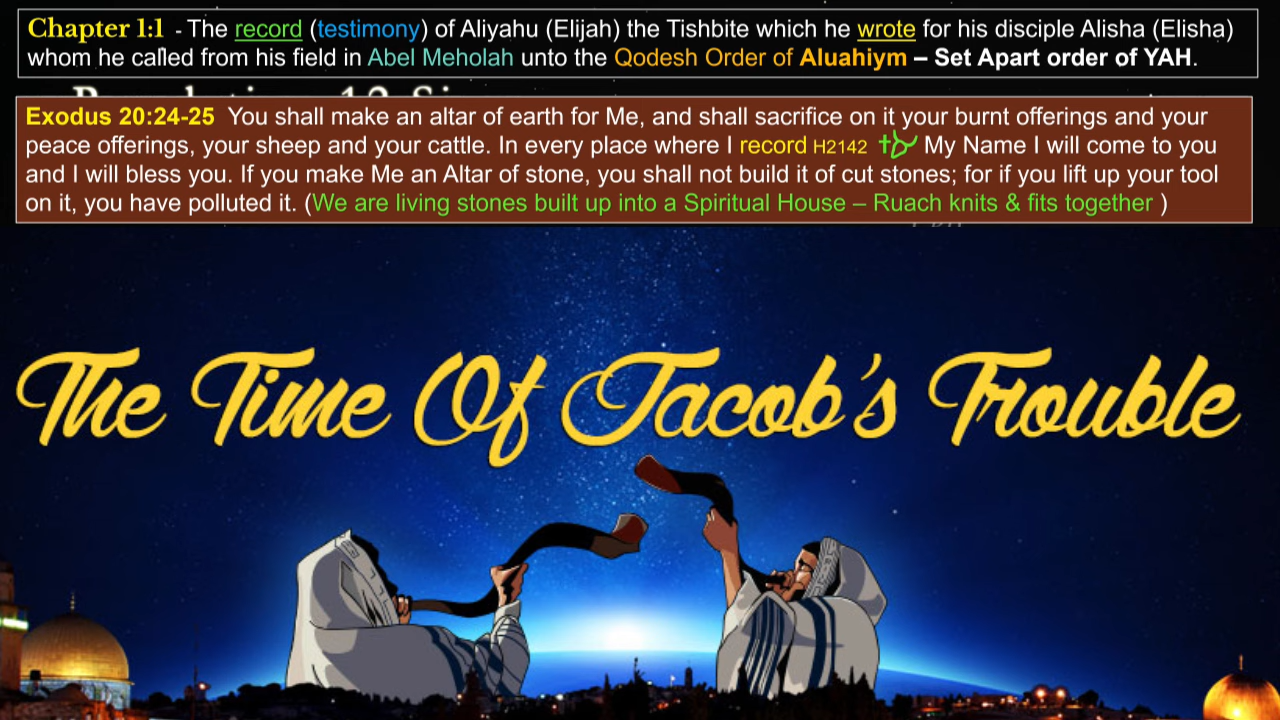 Chapter 1:1 - The record (testimony) of Aliyahu (Elijah) the Tishbite which he wrote for his disciple Alisha (Elisha)
whom he called from his field in Abel Meholah unto the Qodesh Order of Aluahiym – Set Apart order of YAH.
Exodus 20:24-25 You shall make an altar of earth for Me, and shall sacrifice on it your burnt offerings and your
peace offerings, your sheep and your cattle. In every place where I record H2142 My Name I will come to you
and I will bless you. If you make Me an Altar of stone, you shall not build it of cut stones; for if you lift up your tool
on it, you have polluted it. (We are living stones built up into a Spiritual House – Ruach knits & fits together )
The Time Of Jacob's Trouble